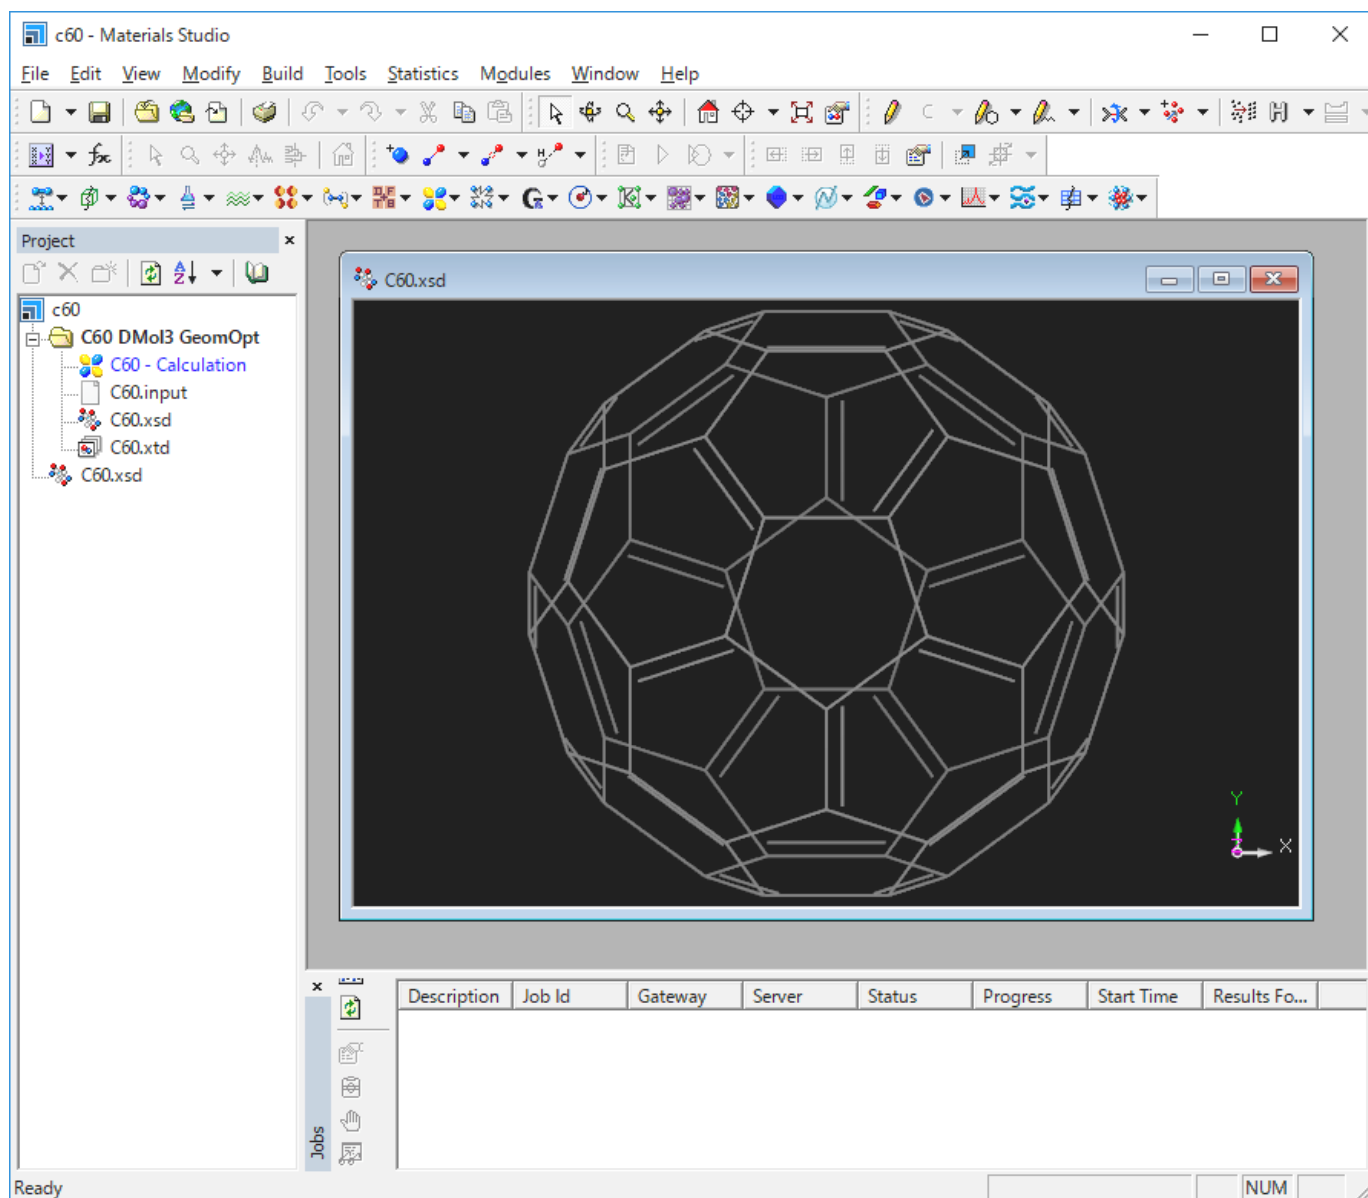 c60 - Materials Studio
File Edit View Modify Build Tools Statistics Modules Window Help
Project
C60.xsd
c60
C60 DMol3 GeomOpt
C60 - Calculation
C60.input
C60.xsd
C60.xtd
C60.xsd
Y
X
Description Job Id Gateway Server Status Progress Start Time Results Fo...
Jobs
Ready
NUM